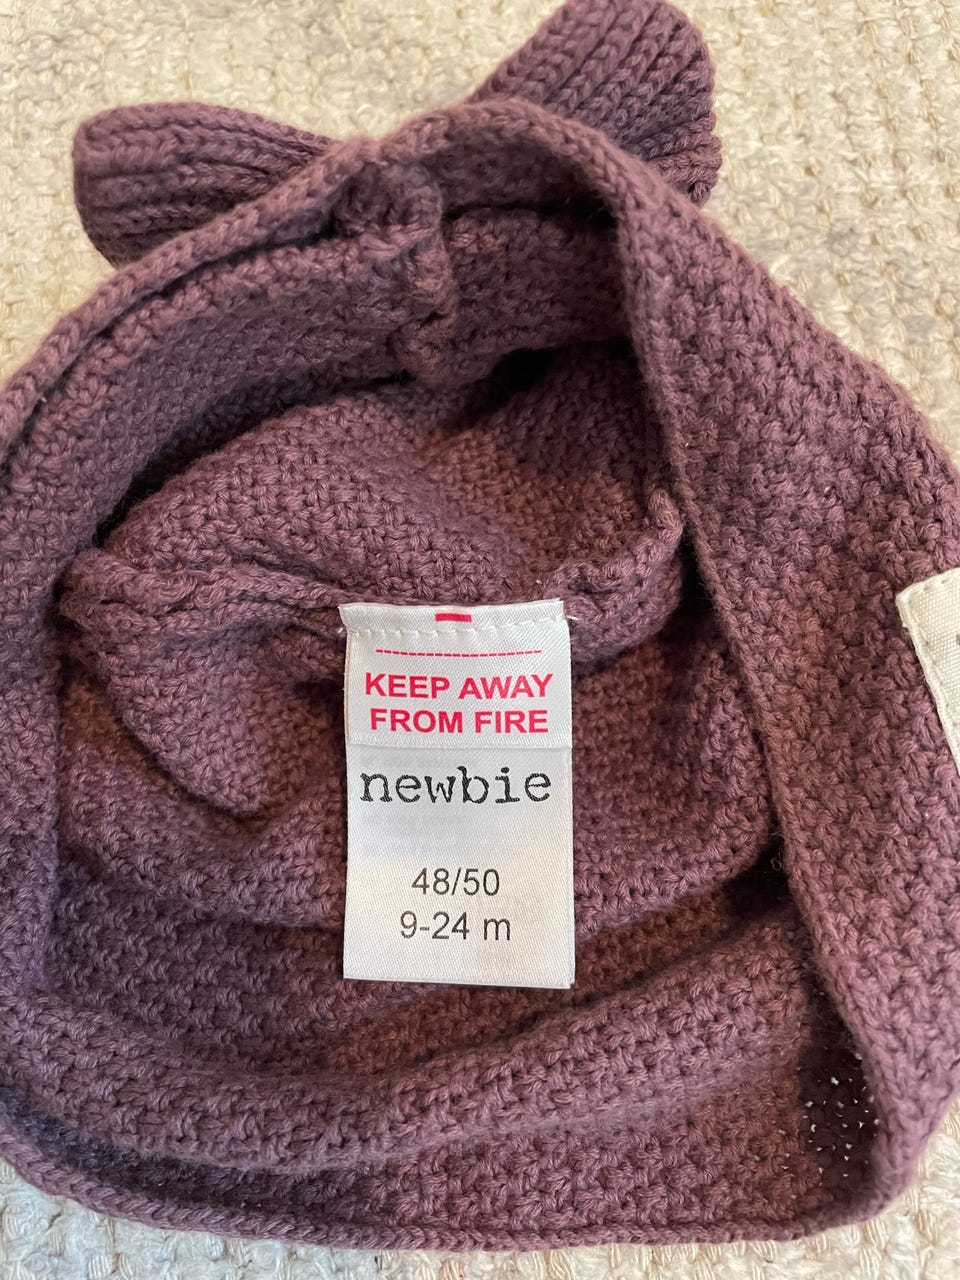 KEEP AWAY
FROM FIRE
newbie
48/50
9-24 m